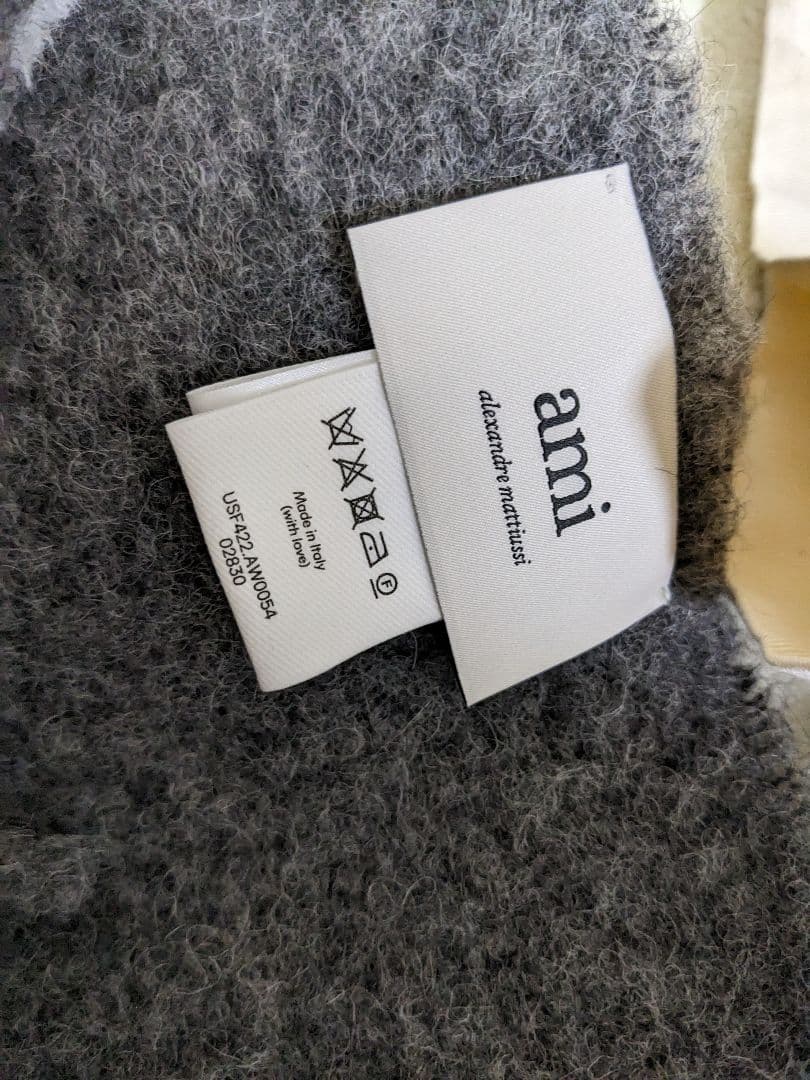 ami
alexandre mattiussi
F
Made in Italy
(with love)
USF422.AW0054
02830